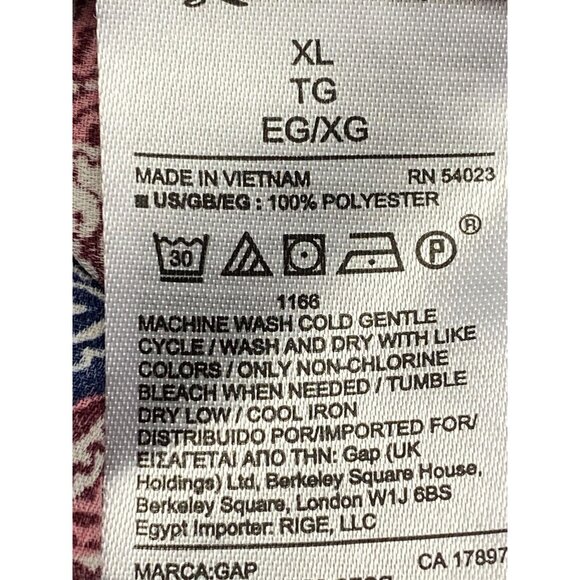 XL
TG
EG/XG
MADE IN VIETNAM RN 54023
■ US/GB/EG : 100% POLYESTER
30 P ®
1166
MACHINE WASH COLD GENTLE
CYCLE / WASH AND DRY WITH LIKE
COLORS / ONLY NON-CHLORINE
BLEACH WHEN NEEDED / TUMBLE
DRY LOW / COOL IRON
DISTRIBUIDO POR/IMPORTED FOR/
ΕΙΣΑΓΕΤΑΙ ΑΠΟ ΤΗΝ: Gap (UK
Holdings) Ltd, Berkeley Square House,
Berkeley Square, London W1J 6BS
Egypt Importer: RIGE, LLC
MARCA:GAP CA 17897